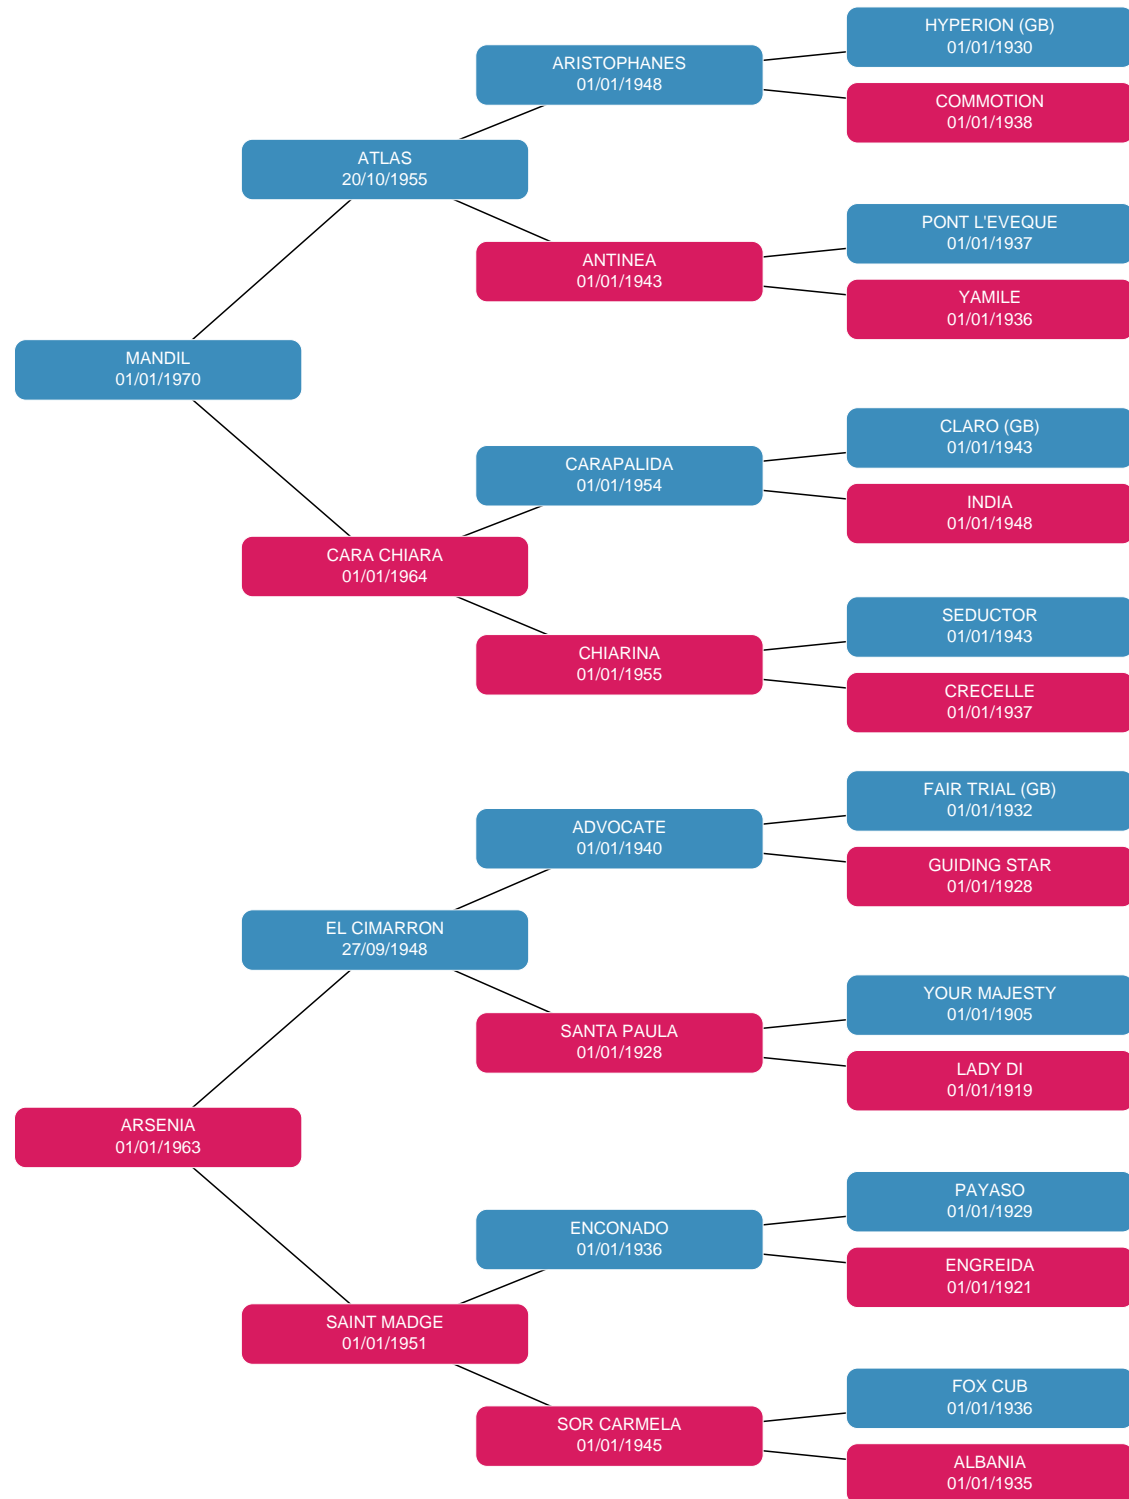 HYPERION (GB)
01/01/1930
ARISTOPHANES
01/01/1948
COMMOTION
01/01/1938
ATLAS
20/10/1955
PONT L'EVEQUE
01/01/1937
ANTINEA
01/01/1943
YAMILE
01/01/1936
MANDIL
01/01/1970
CLARO (GB)
01/01/1943
CARAPALIDA
01/01/1954
INDIA
01/01/1948
CARA CHIARA
01/01/1964
SEDUCTOR
01/01/1943
CHIARINA
01/01/1955
CRECELLE
01/01/1937
FAIR TRIAL (GB)
01/01/1932
ADVOCATE
01/01/1940
GUIDING STAR
01/01/1928
EL CIMARRON
27/09/1948
YOUR MAJESTY
01/01/1905
SANTA PAULA
01/01/1928
LADY DI
01/01/1919
ARSENIA
01/01/1963
PAYASO
01/01/1929
ENCONADO
01/01/1936
ENGREIDA
01/01/1921
SAINT MADGE
01/01/1951
FOX CUB
01/01/1936
SOR CARMELA
01/01/1945
ALBANIA
01/01/1935